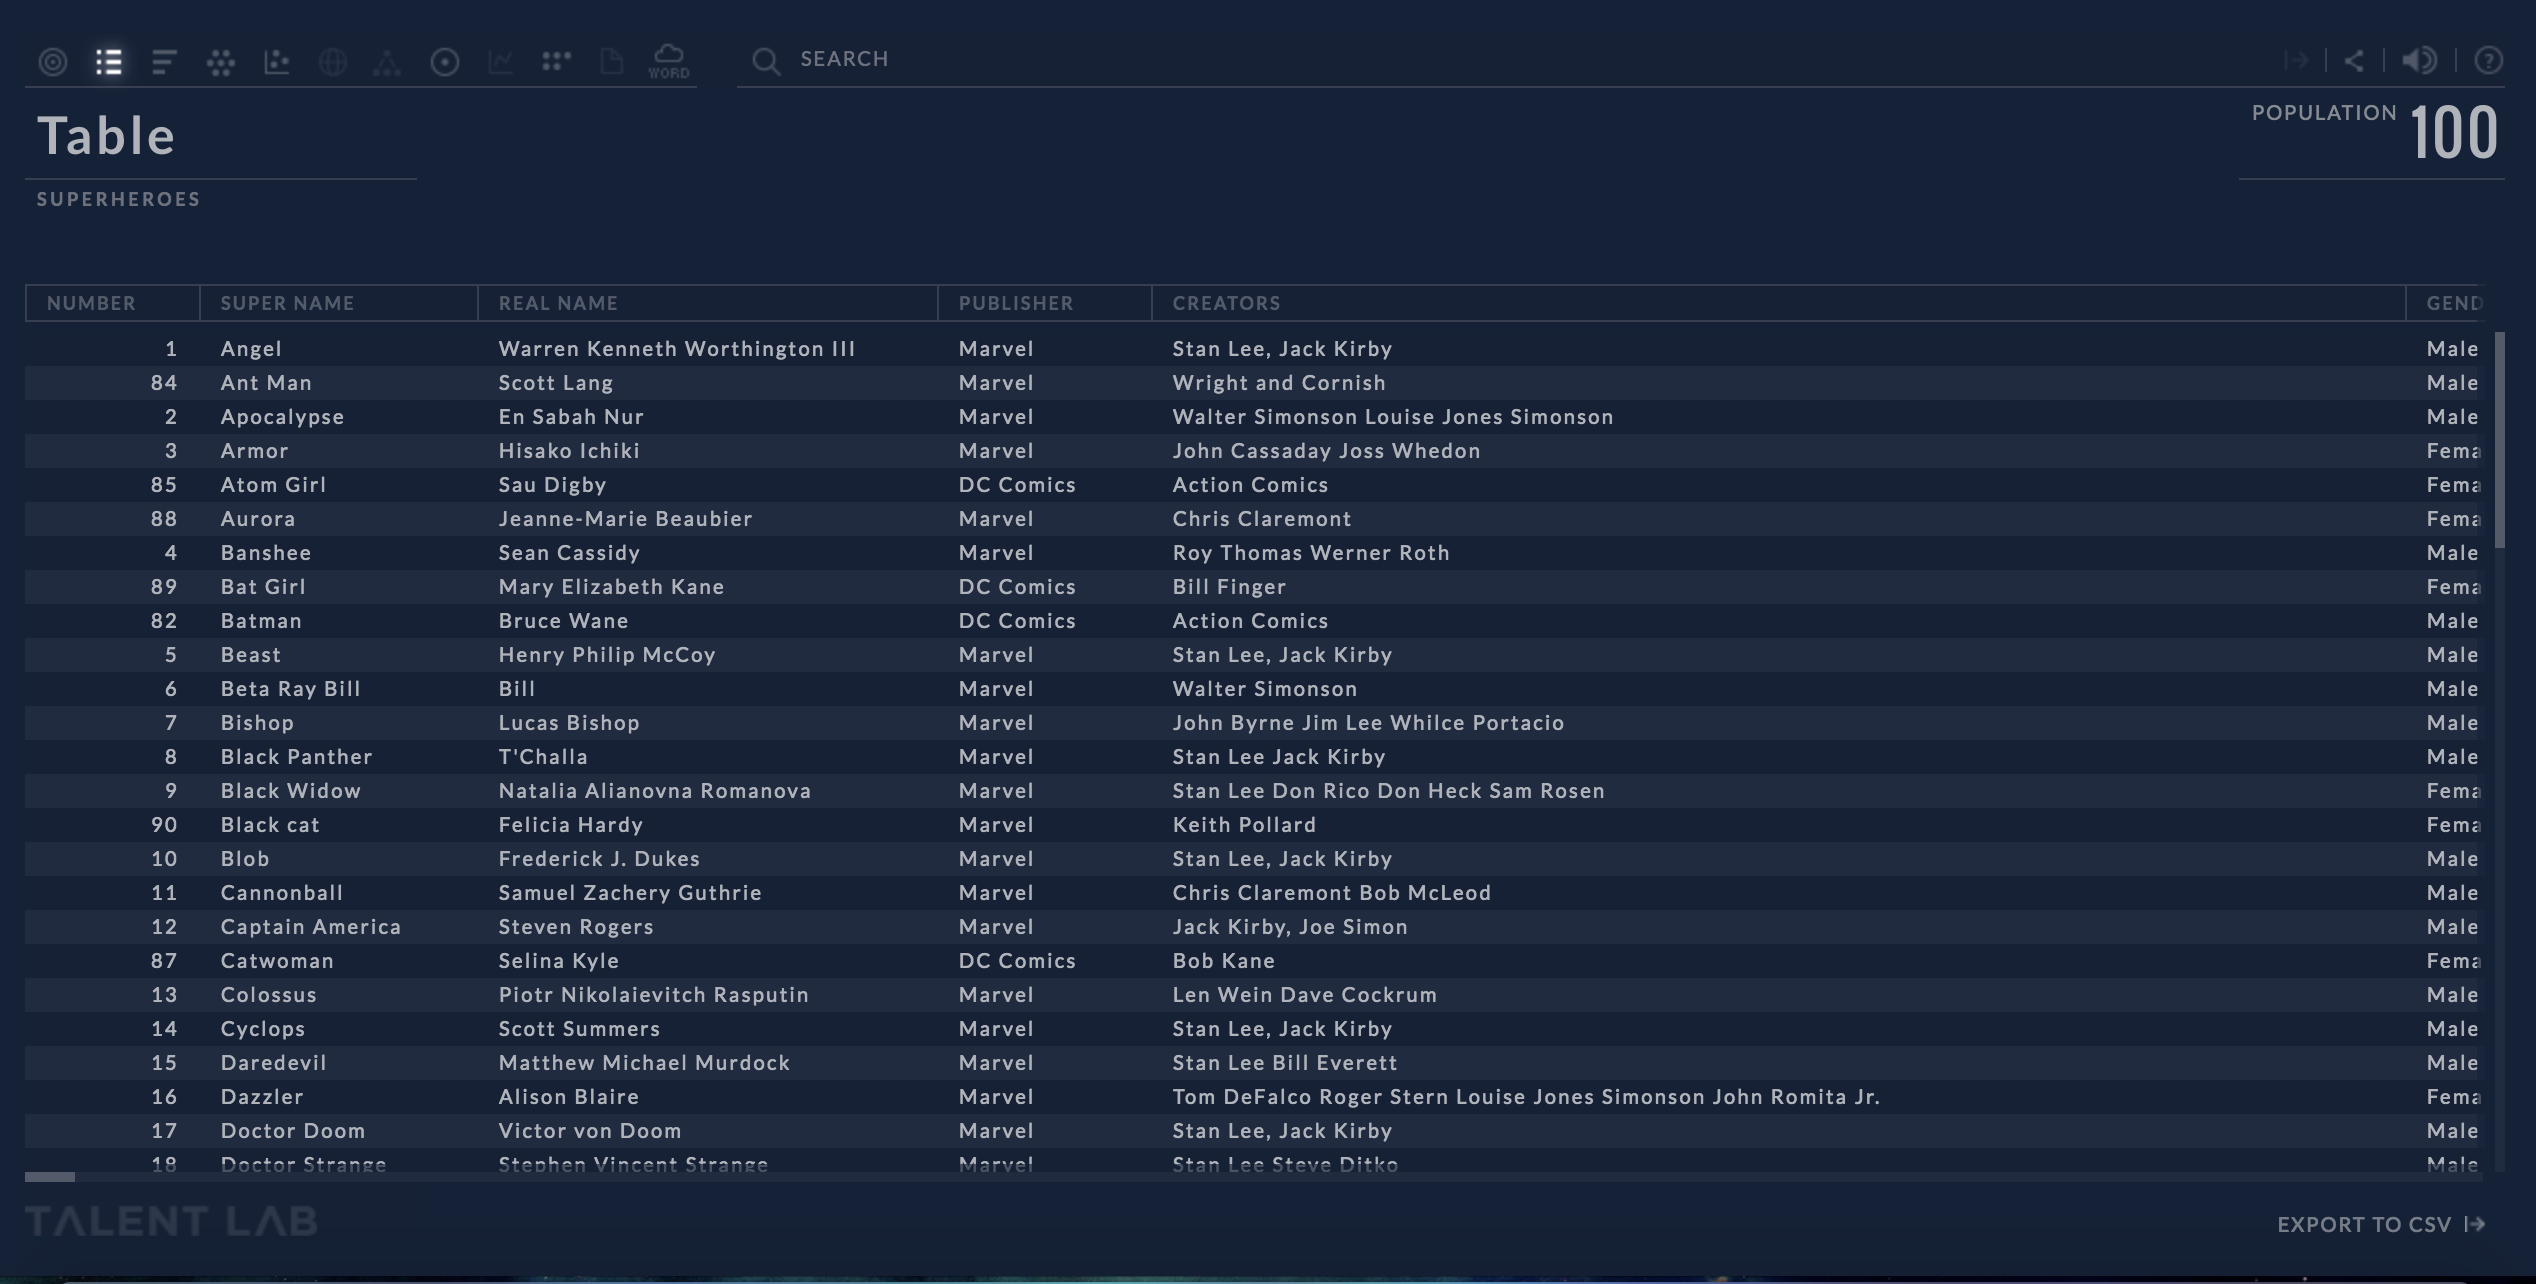 WORD SEARCH
Table POPULATION 100
SUPERHEROES
NUMBER SUPER NAME REAL NAME PUBLISHER CREATORS GEND
1 Angel Warren Kenneth Worthington III Marvel Stan Lee, Jack Kirby Male
84 Ant Man Scott Lang Marvel Wright and Cornish Male
2 Apocalypse En Sabah Nur Marvel Walter Simonson Louise Jones Simonson Male
3 Armor Hisako Ichiki Marvel John Cassaday Joss Whedon Fema
85 Atom Girl Sau Digby DC Comics Action Comics Fema
88 Aurora Jeanne-Marie Beaubier Marvel Chris Claremont Fema
4 Banshee Sean Cassidy Marvel Roy Thomas Werner Roth Male
89 Bat Girl Mary Elizabeth Kane DC Comics Bill Finger Fema
82 Batman Bruce Wane DC Comics Action Comics Male
5 Beast Henry Philip McCoy Marvel Stan Lee, Jack Kirby Male
6 Beta Ray Bill Bill Marvel Walter Simonson Male
7 Bishop Lucas Bishop Marvel John Byrne Jim Lee Whilce Portacio Male
8 Black Panther T'Challa Marvel Stan Lee Jack Kirby Male
9 Black Widow Natalia Alianovna Romanova Marvel Stan Lee Don Rico Don Heck Sam Rosen Fema
90 Black cat Felicia Hardy Marvel Keith Pollard Fema
10 Blob Frederick J. Dukes Marvel Stan Lee, Jack Kirby Male
11 Cannonball Samuel Zachery Guthrie Marvel Chris Claremont Bob McLeod Male
12 Captain America Steven Rogers Marvel Jack Kirby, Joe Simon Male
87 Catwoman Selina Kyle DC Comics Bob Kane Fema
13 Colossus Piotr Nikolaievitch Rasputin Marvel Len Wein Dave Cockrum Male
14 Cyclops Scott Summers Marvel Stan Lee, Jack Kirby Male
15 Daredevil Matthew Michael Murdock Marvel Stan Lee Bill Everett Male
16 Dazzler Alison Blaire Marvel Tom DeFalco Roger Stern Louise Jones Simonson John Romita Jr. Fema
17 Doctor Doom Victor von Doom Marvel Stan Lee, Jack Kirby Male
18 Doctor Strange Stephen Vincent Strange Marvel Stan Lee Steve Ditko Male
TALENT LAB EXPORT TO CSV